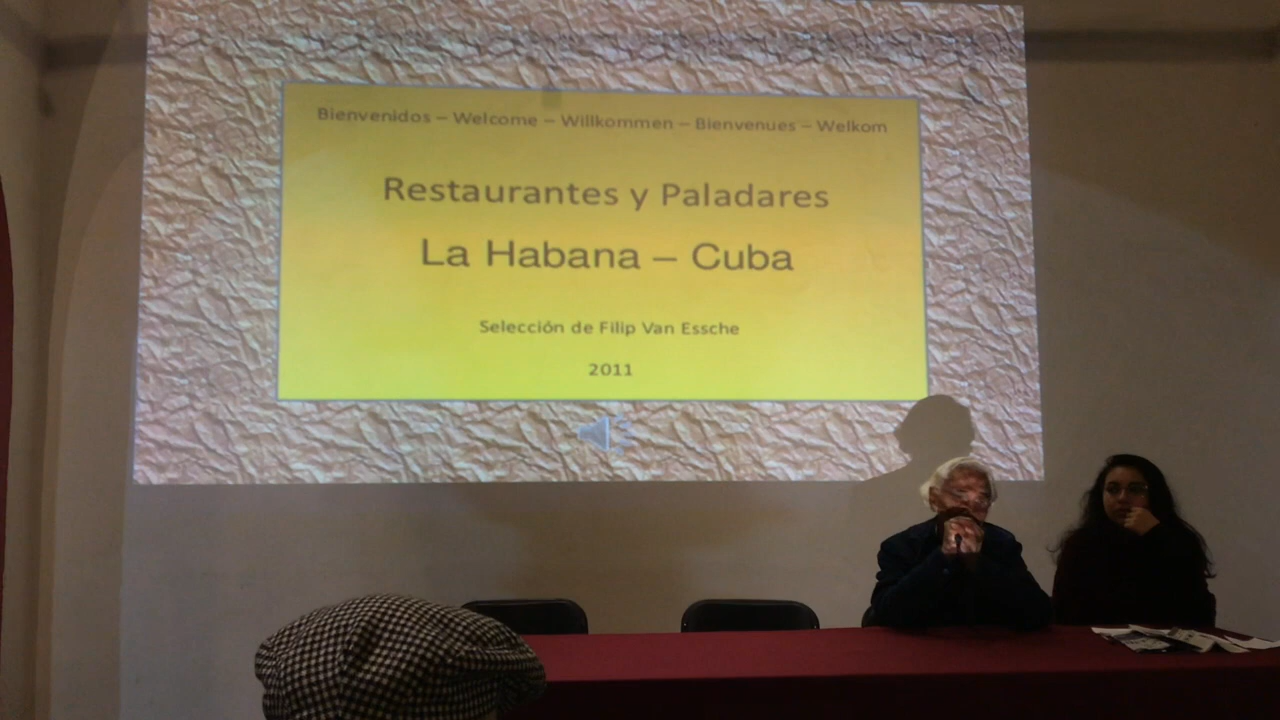 Bienvenidos – Welcome – Willkommen – Bienvenues – Welkom
Restaurantes y Paladares
La Habana – Cuba
Selección de Filip Van Essche
2011